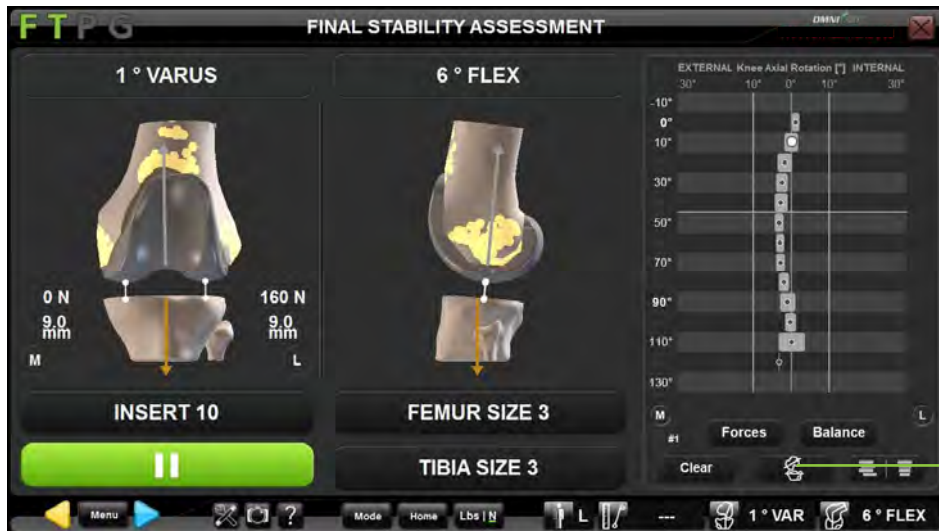 F T P G
FINAL STABILITY ASSESSMENT
1 ° VARUS
6 ° FLEX
EXTERNAL Knee Axial Rotation [°] INTERNAL
30° 10° 0° 10° 30°
-10°
0°
10°
30°
50°
70°
90°
110°
130°
0 N
160 N
9.0
mm
9.0
mm
M
L
M
L
#1
INSERT 10
FEMUR SIZE 3
TIBIA SIZE 3
Forces
Balance
Clear
Menu
?
Mode
Home
Lbs | N
L
---
1 ° VAR
6 ° FLEX